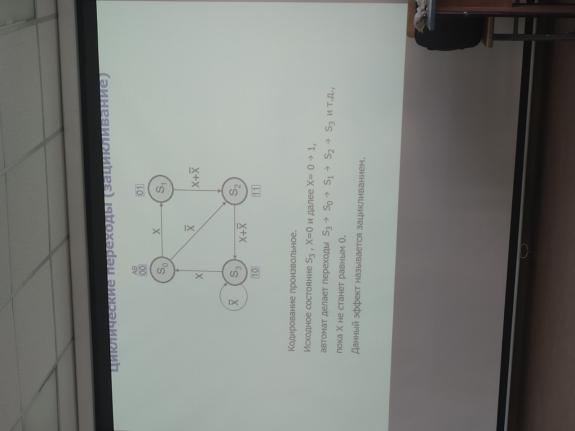 Циклические переходы (зацикливание)
AB
00
S₀
X
S₁
01
X̄
X+X̄
X
S₃
X+X̄
S₂
X̄
10
11
Кодирование произвольное.
Исходное состояние S₃ , X=0 и далее X= 0 → 1,
автомат делает переходы S₃ → S₀ → S₁ → S₂ → S₃ и т.д.,
пока X не станет равным 0.
Данный эффект называется зацикливанием.